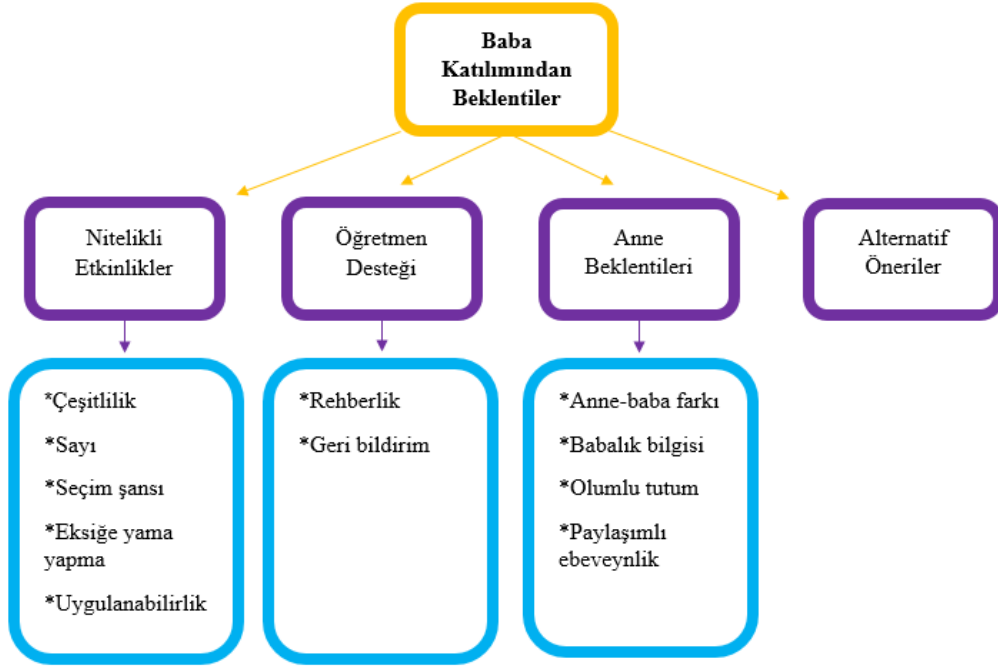 Baba
Katılımından
Beklentiler
Nitelikli
Etkinlikler
Öğretmen
Desteği
Anne
Beklentileri
Alternatif
Öneriler
*Çeşitlilik
*Sayı
*Seçim şansı
*Eksiğe yama
yapma
*Uygulanabilirlik
*Rehberlik
*Geri bildirim
*Anne-baba farkı
*Babalık bilgisi
*Olumlu tutum
*Paylaşımlı
ebeveynlik